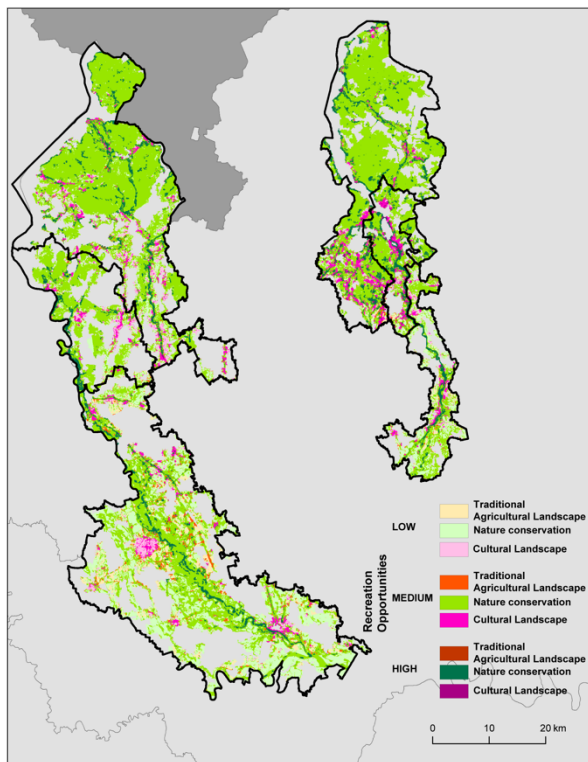 Recreation
Opportunities
LOW
Traditional
Agricultural Landscape
Nature conservation
Cultural Landscape
MEDIUM
Traditional
Agricultural Landscape
Nature conservation
Cultural Landscape
HIGH
Traditional
Agricultural Landscape
Nature conservation
Cultural Landscape
0 10 20 km